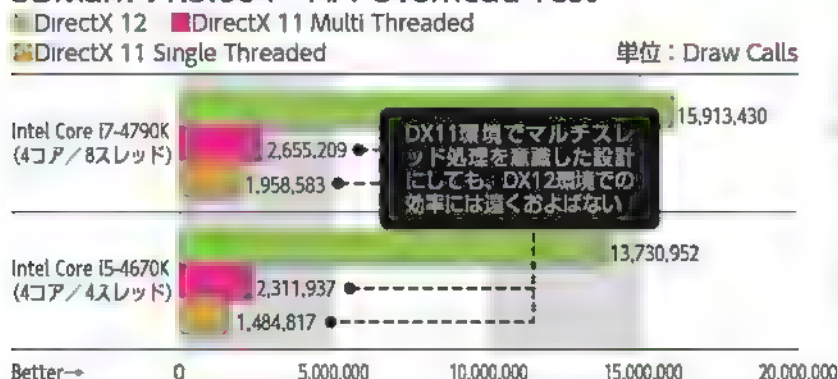 DirectX 12 DirectX 11 Multi Threaded
DirectX 11 Single Threaded 単位：Draw Calls
Intel Core i7-4790K
(4コア／8スレッド)
15,913,430
2,655,209
1,958,583
DX11環境でマルチスレ
ッド処理を意識した設計
にしても、DX12環境での
効率には遠くおよばない
Intel Core i5-4670K
(4コア／4スレッド)
13,730,952
2,311,937
1,484,817
Better→ 0 5,000,000 10,000,000 15,000,000 20,000,000